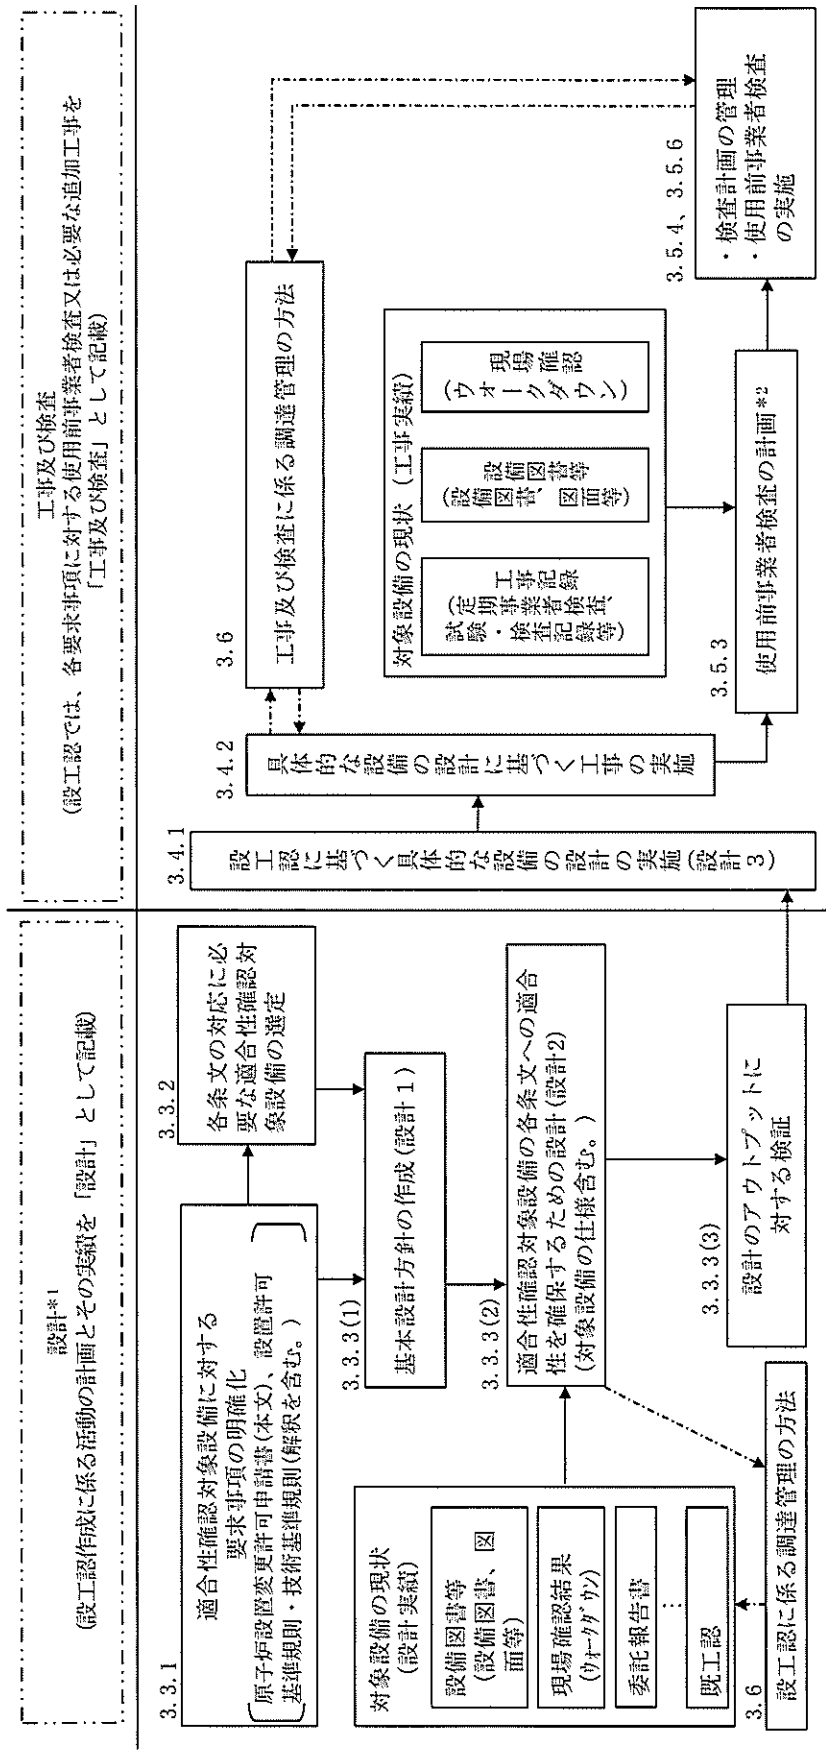 設計*1
(設工認作成に係る活動の計画とその実績を「設計」として記載)
3.3.1
適合性確認対象設備に対する
要求事項の明確化
原子炉設置変更許可申請書(本文)、設置許可
基準規則・技術基準規則(解釈を含む。)
3.3.2
各条文の対応に必
要な適合性確認対
象設備の選定
3.3.3(1)
基本設計方針の作成(設計1)
対象設備の現状
(設計実績)
設備図書等
(設備図書、図
面等)
現場確認結果
(ウォークダウン)
委託報告書
⋮
既工認
3.3.3(2)
適合性確認対象設備の各条文への適合
性を確保するための設計(設計2)
(対象設備の仕様含む。)
3.6
設工認に係る調達管理の方法
3.3.3(3)
設計のアウトプットに
対する検証
工事及び検査
(設工認では、各要求事項に対する使用前事業者検査又は必要な追加工事を
「工事及び検査」として記載)
3.4.1
設工認に基づく具体的な設備の設計の実施(設計3)
3.4.2
具体的な設備の設計に基づく工事の実施
3.6
工事及び検査に係る調達管理の方法
対象設備の現状(工事実績)
工事記録
(定期事業者検査、
試験・検査記録等)
設備図書等
(設備図書、図面等)
現場確認
(ウォークダウン)
3.5.3
使用前事業者検査の計画*2
3.5.4、3.5.6
・検査計画の管理
・使用前事業者検査
の実施